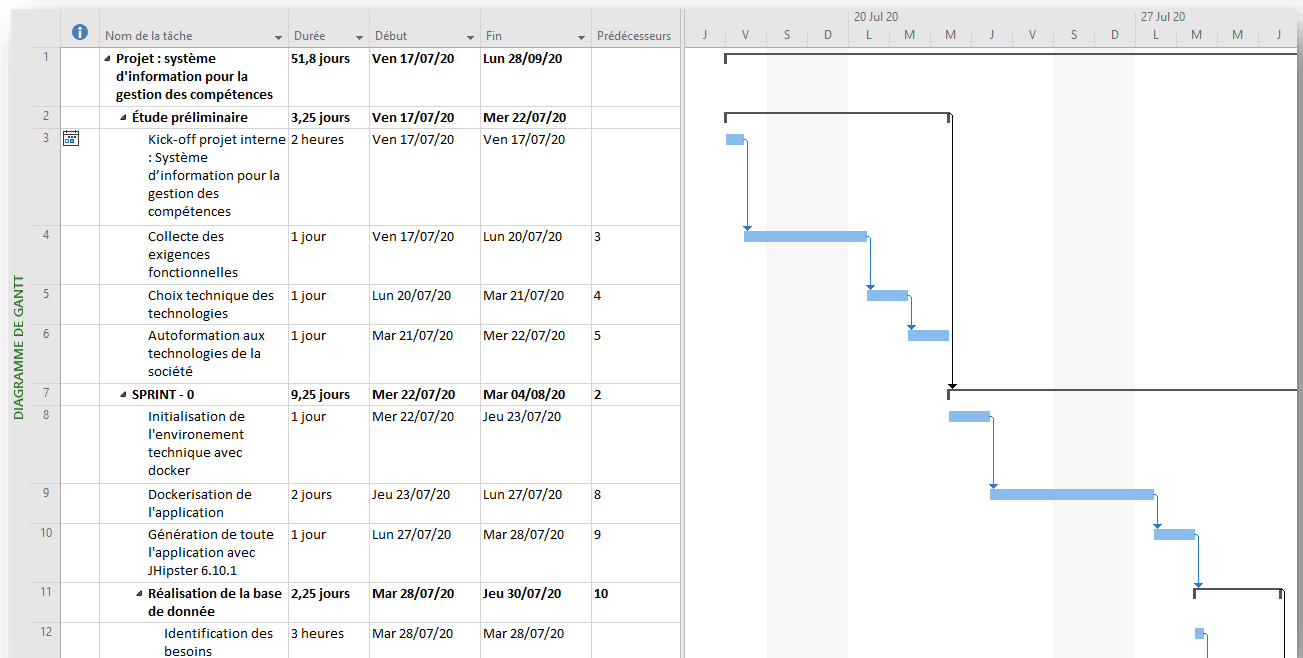 20 Jul 20 27 Jul 20
Nom de la tâche Durée Début Fin Prédécesseurs J V S D L M M J V S D L M M J
1 Projet : système 51,8 jours Ven 17/07/20 Lun 28/09/20
d'information pour la
gestion des compétences
2 Étude préliminaire 3,25 jours Ven 17/07/20 Mer 22/07/20
3 Kick-off projet interne 2 heures Ven 17/07/20 Ven 17/07/20
: Système
d’information pour la
gestion des
compétences
4 Collecte des 1 jour Ven 17/07/20 Lun 20/07/20 3
exigences
fonctionnelles
5 Choix technique des 1 jour Lun 20/07/20 Mar 21/07/20 4
technologies
6 Autoformation aux 1 jour Mar 21/07/20 Mer 22/07/20 5
technologies de la
société
7 SPRINT - 0 9,25 jours Mer 22/07/20 Mar 04/08/20 2
8 Initialisation de 1 jour Mer 22/07/20 Jeu 23/07/20
l'environement
technique avec
docker
9 Dockerisation de 2 jours Jeu 23/07/20 Lun 27/07/20 8
l'application
10 Génération de toute 1 jour Lun 27/07/20 Mar 28/07/20 9
l'application avec
JHipster 6.10.1
11 Réalisation de la base 2,25 jours Mar 28/07/20 Jeu 30/07/20 10
de donnée
12 Identification des 3 heures Mar 28/07/20 Mar 28/07/20
besoins
DIAGRAMME DE GANTT